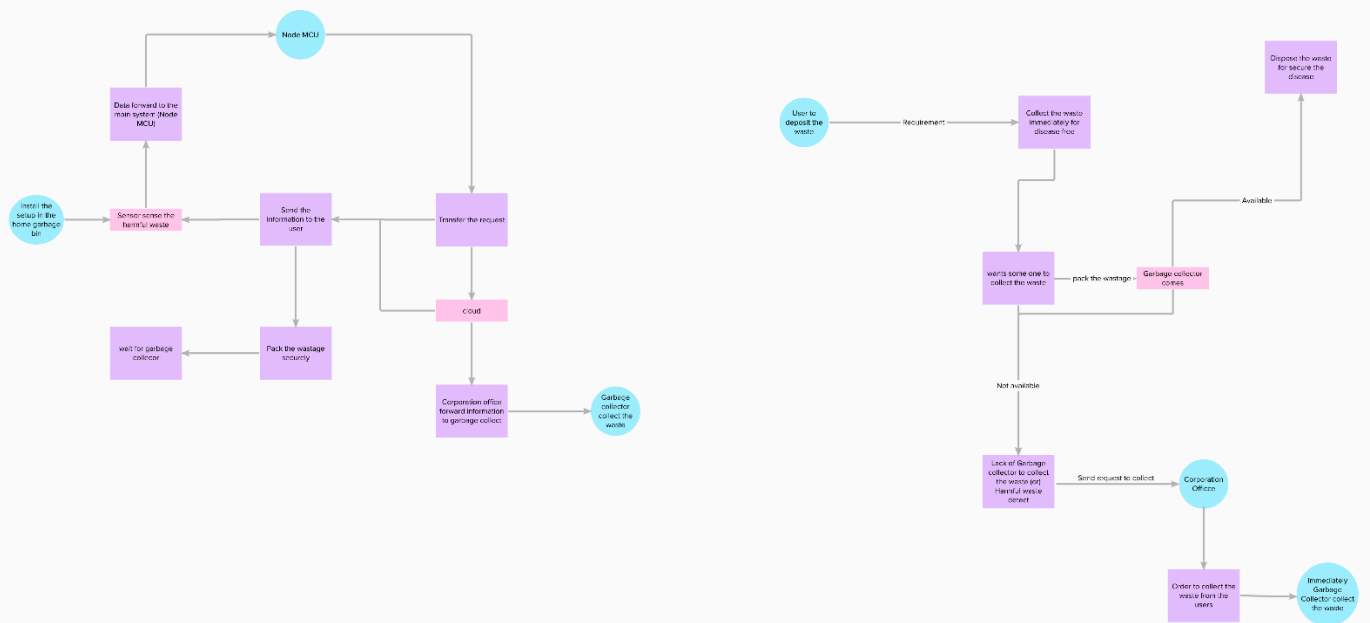 Node MCU
Data forward to the
main system (Node
MCU)
Install the
setup in the
home garbage
bin
Sensor sense the
harmful waste
Send the
information to the
user
Transfer the request
cloud
wait for garbage
collecor
Pack the wastage
securely
Corporation office
forward information
to garbage collect
Garbage
collector
collect the
waste
User to
deposit the
waste
Requirement
Collect the waste
immediately for
disease free
Dispose the waste
for secure the
disease
Available
wants some one to
collect the waste
pack the wastage
Garbage collector
comes
Not available
Lack of Garbage
collector to collect
the waste (or)
Harmful waste
detect
Send request to collect
Corporation
Officce
Order to collect the
waste from the
users
Immediately
Garbage
Collector collect
the waste